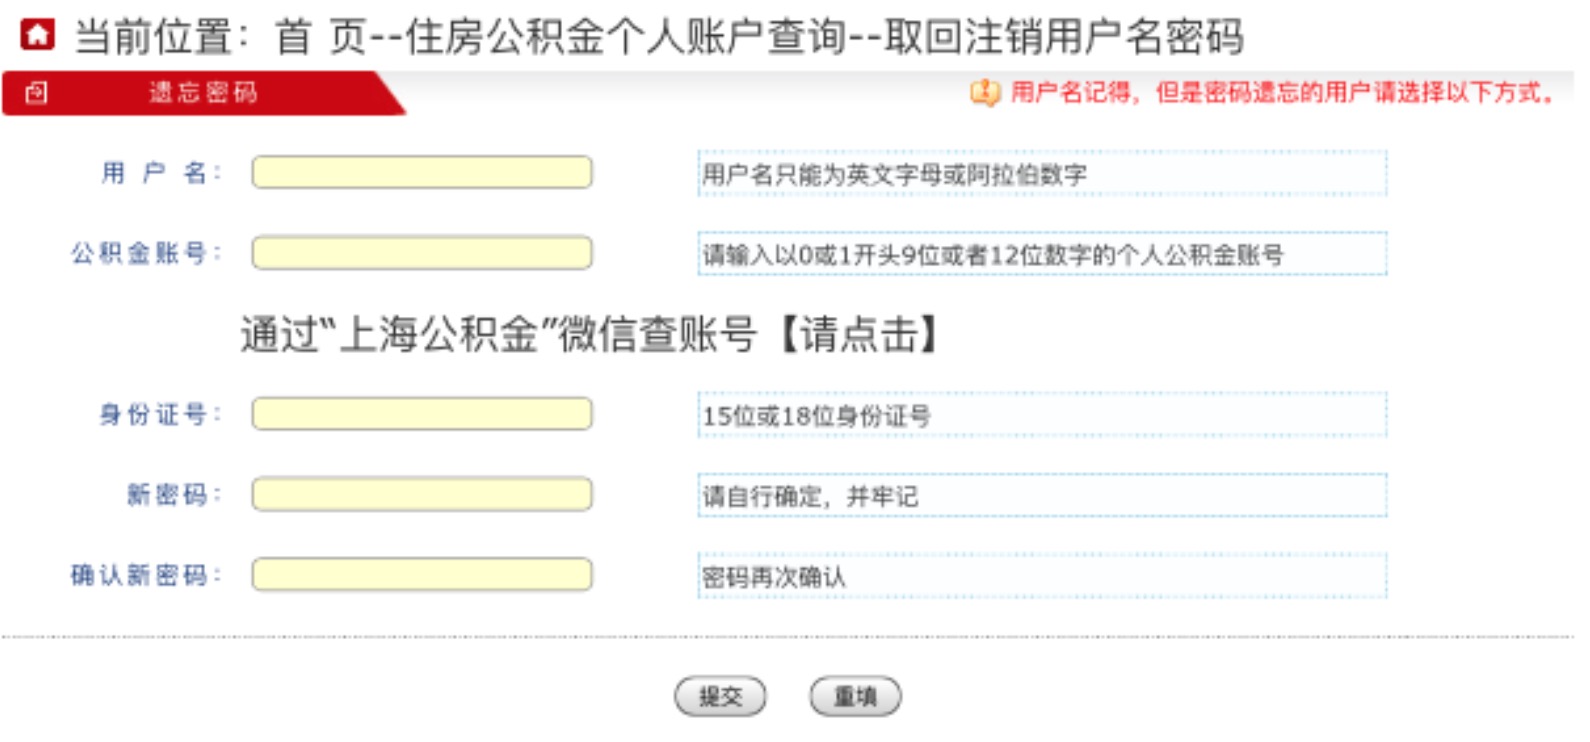 当前位置：首 页--住房公积金个人账户查询--取回注销用户名密码
遗忘密码
用户名记得，但是密码遗忘的用户请选择以下方式。
用 户 名：
用户名只能为英文字母或阿拉伯数字
公积金账号：
请输入以0或1开头9位或者12位数字的个人公积金账号
通过“上海公积金”微信查账号【请点击】
身份证号：
15位或18位身份证号
新密码：
请自行确定，并牢记
确认新密码：
密码再次确认
提交
重填